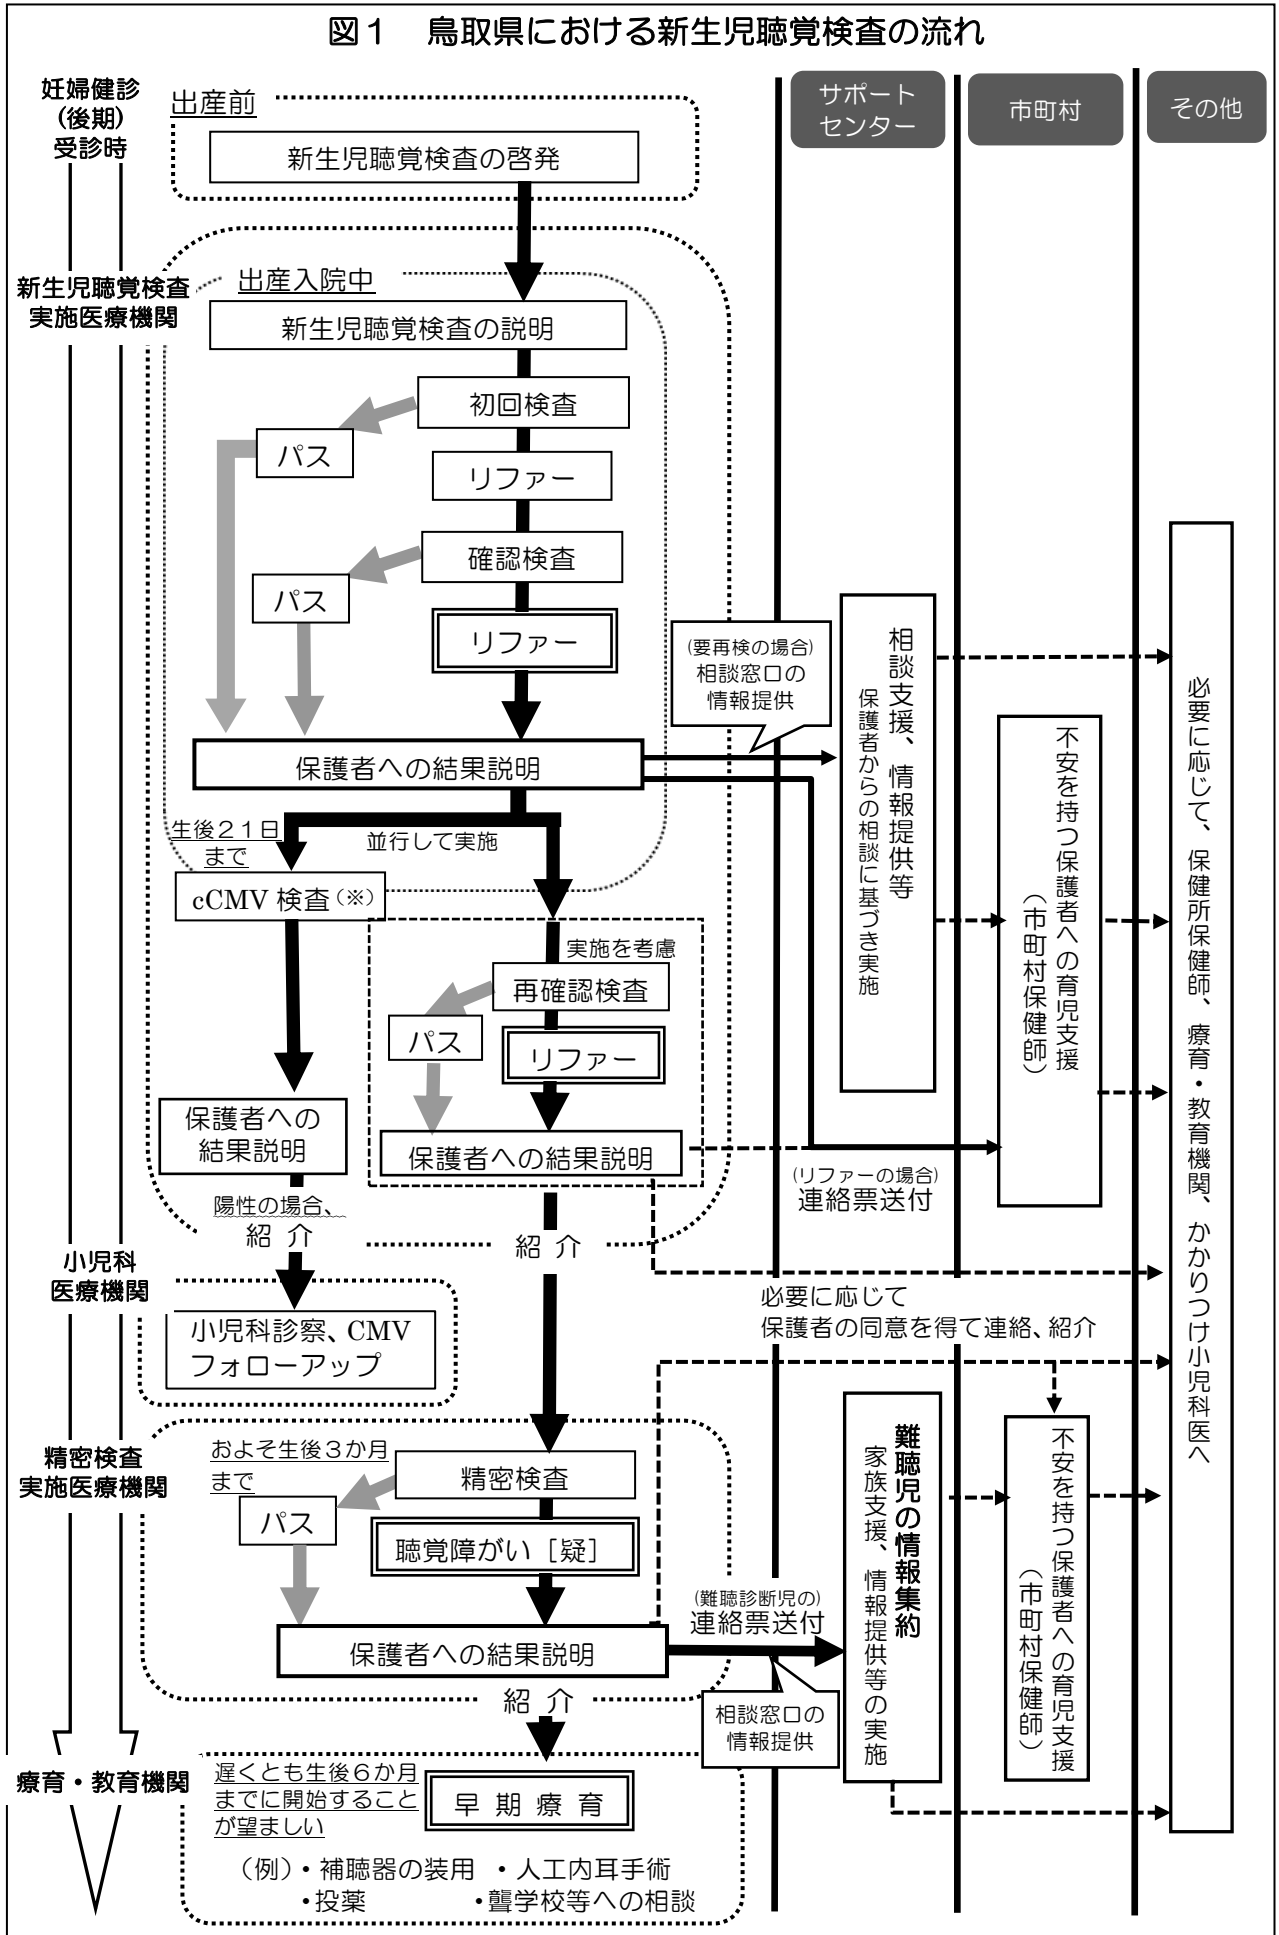 図１　鳥取県における新生児聴覚検査の流れ
妊婦健診
(後期)
受診時
出産前
新生児聴覚検査の啓発
サポート
センター
市町村
その他
新生児聴覚検査
実施医療機関
出産入院中
新生児聴覚検査の説明
初回検査
パス
リファー
確認検査
パス
リファー
(要再検の場合)
相談窓口の
情報提供
保護者への結果説明
相談支援、情報提供等
保護者からの相談に基づき実施
不安を持つ保護者への育児支援
（市町村保健師）
必要に応じて、保健所保健師、療育・教育機関、かかりつけ小児科医へ
生後２１日
まで
並行して実施
cCMV 検査（※）
実施を考慮
再確認検査
パス
リファー
保護者への
結果説明
保護者への結果説明
(リファーの場合)
連絡票送付
陽性の場合、
紹 介
紹 介
小児科
医療機関
小児科診察、CMV
フォローアップ
必要に応じて
保護者の同意を得て連絡、紹介
精密検査
実施医療機関
およそ生後３か月
まで
精密検査
パス
聴覚障がい［疑］
保護者への結果説明
(難聴診断児の)
連絡票送付
相談窓口の
情報提供
難聴児の情報集約
家族支援、情報提供等の実施
不安を持つ保護者への育児支援
（市町村保健師）
紹 介
療育・教育機関
遅くとも生後６か月
までに開始すること
が望ましい
早 期 療 育
（例）・補聴器の装用　・人工内耳手術
・投薬　　　　・聾学校等への相談